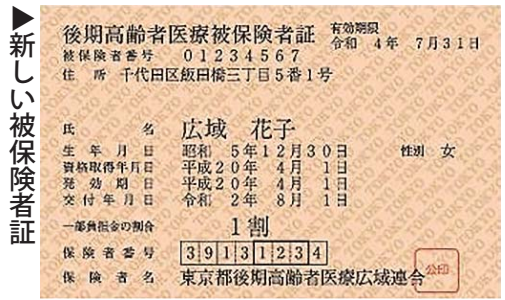 ▶新しい被保険者証
後期高齢者医療被保険者証
有効期限
令和 4年 7月31日
被保険者番号 01234567
住所 千代田区飯田橋三丁目5番1号
氏名 広域 花子
生年月日 昭和 5年12月30日 性別 女
資格取得年月日 平成20年 4月 1日
発効期日 平成20年 4月 1日
交付年月日 令和 2年 8月 1日
一部負担金の割合 1割
保険者番号 39131234
保険者名 東京都後期高齢者医療広域連合
公印